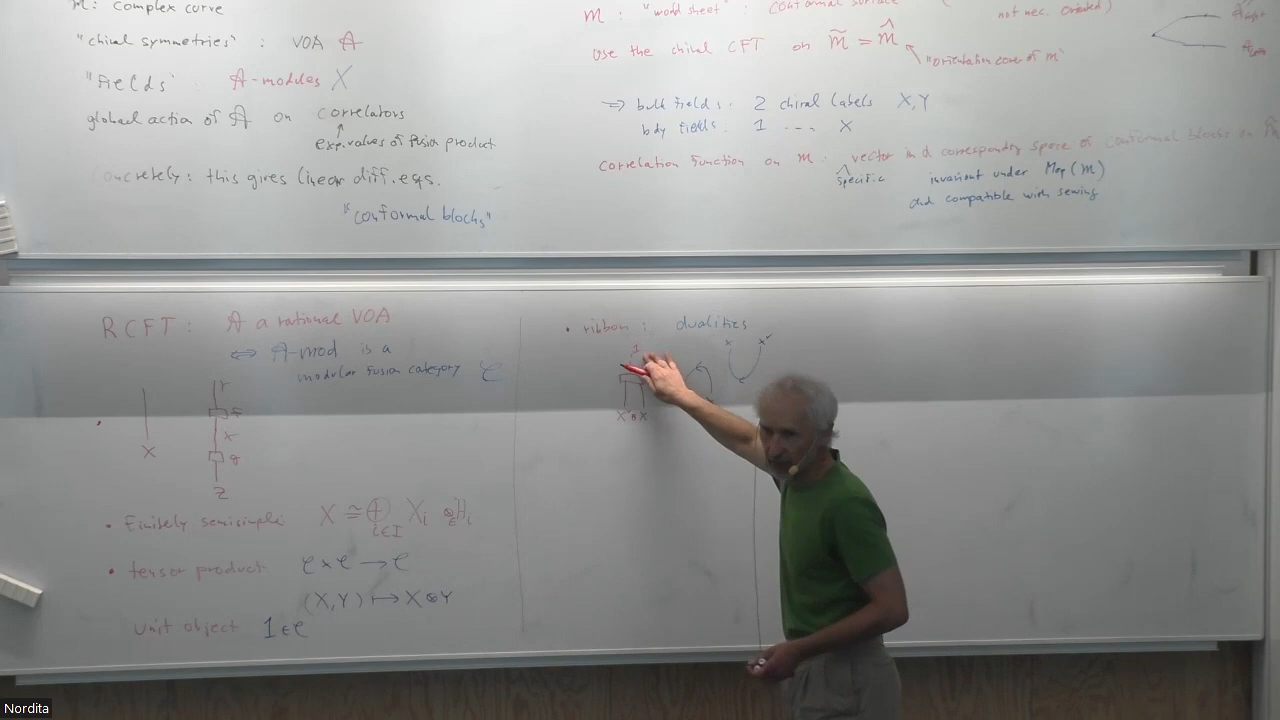 M: complex curve
"chiral symmetries" : VOA A
"Fields" : A-modules X
global action of A on correlators
exp. values of fusion product
Concretely: this gives linear diff. eqs.
"conformal blocks"
M : "world sheet" : conformal surface ( not nec. oriented)
Use the chiral CFT on M̃ = M̂
"orientation cover of M"
=> bulk fields: 2 chiral labels X,Y
bdy fields: 1 ... X
Correlation function on M: vector in a corresponding space of conformal blocks on M̂
specific invariant under Map(M)
and compatible with sewing
RCFT: A a rational VOA
<=> A-mod is a
modular fusion category C
X
Y
f
X
g
Z
• Finitely semisimple X ≅ ⊕ i∈I X_i ⊗_C H_i
• tensor product C × C → C
(X,Y) ↦ X⊗Y
unit object 1 ∈ C
• ribbon : dualities
1
X X
X X
Nordita